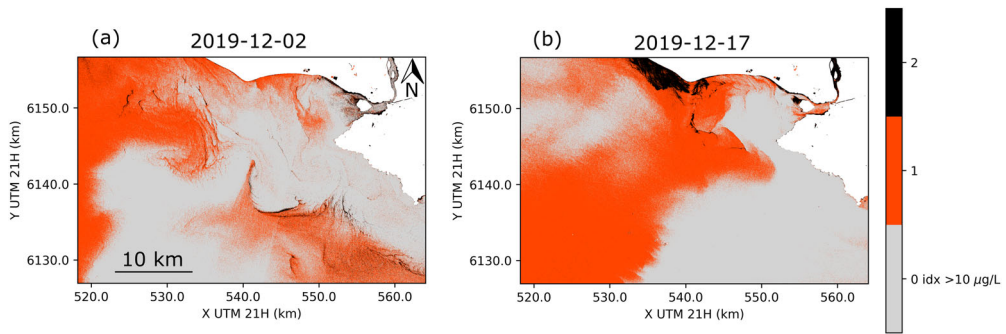 (a)
2019-12-02
N
10 km
6150.0
6140.0
6130.0
Y UTM 21H (km)
520.0 530.0 540.0 550.0 560.0
X UTM 21H (km)
(b)
2019-12-17
6150.0
6140.0
6130.0
Y UTM 21H (km)
520.0 530.0 540.0 550.0 560.0
X UTM 21H (km)
2
1
0 idx >10 µg/L